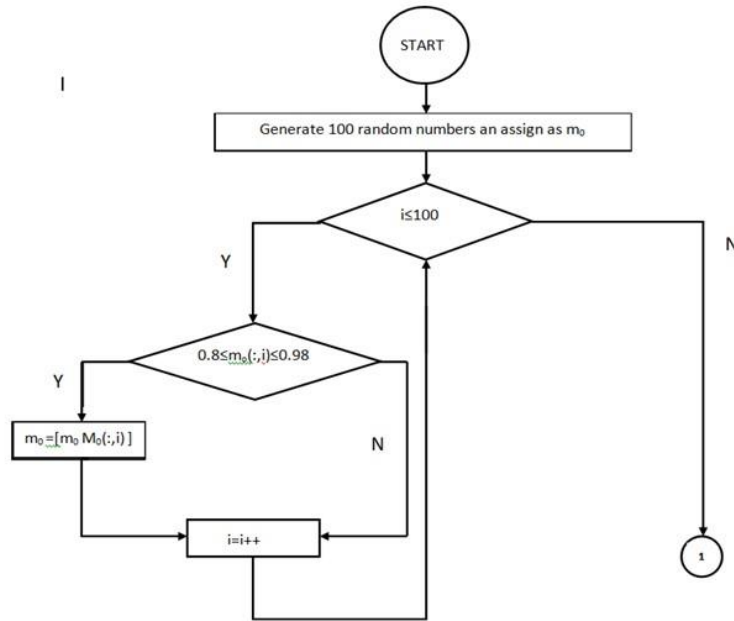 START
I
Generate 100 random numbers an assign as m₀
i≤100
Y
N
0.8≤m₀(:,i)≤0.98
Y
N
m₀=[m₀ M₀(:,i) ]
i=i++
1